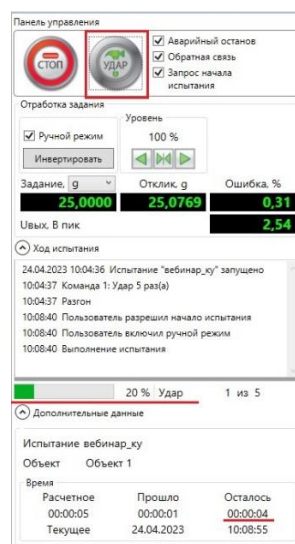 Панель управления
СТОП
УДАР
Аварийный останов
Обратная связь
Запрос начала испытания
Отработка задания
Уровень
Ручной режим
100 %
Инвертировать
Задание, g Отклик, g Ошибка, %
25,0000 25,0769 0,31
Uвых, В пик 2,54
Ход испытания
24.04.2023 10:04:36 Испытание "вебинар_ку" запущено
10:04:37 Команда 1: Удар 5 раз(а)
10:04:37 Разгон
10:08:40 Пользователь разрешил начало испытания
10:08:40 Пользователь включил ручной режим
10:08:40 Выполнение испытания
20 % Удар 1 из 5
Дополнительные данные
Испытание вебинар_ку
Объект Объект 1
Время
Расчетное Прошло Осталось
00:00:05 00:00:01 00:00:04
Текущее 24.04.2023 10:08:55